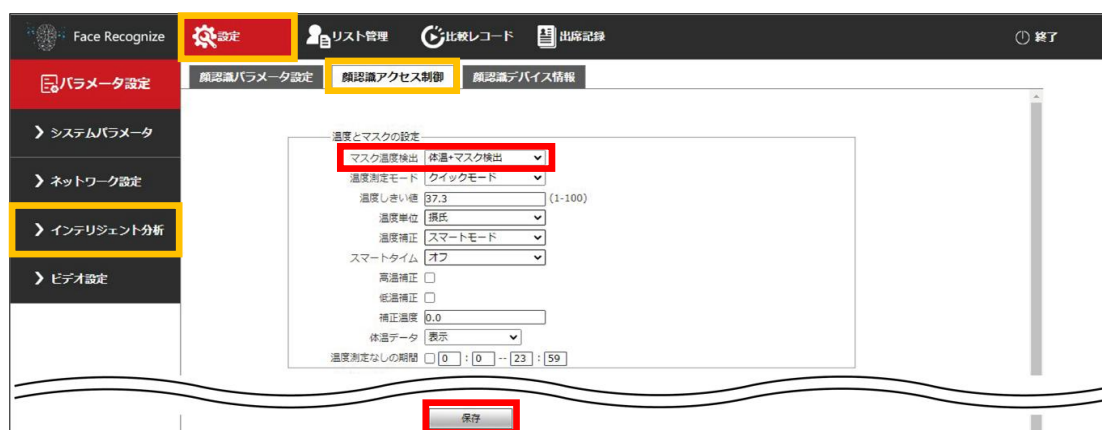 Face Recognize 設定 リスト管理 比較レコード 出席記録 終了
パラメータ設定
システムパラメータ
ネットワーク設定
インテリジェント分析
ビデオ設定
顔認識パラメータ設定 顔認識アクセス制御 顔認識デバイス情報
温度とマスクの設定
マスク温度検出 体温+マスク検出
温度測定モード クイックモード
温度しきい値 37.3 (1-100)
温度単位 摂氏
温度補正 スマートモード
スマートタイム オフ
高温補正
低温補正
補正温度 0.0
体温データ 表示
温度測定なしの期間 0 : 0 -- 23 : 59
保存